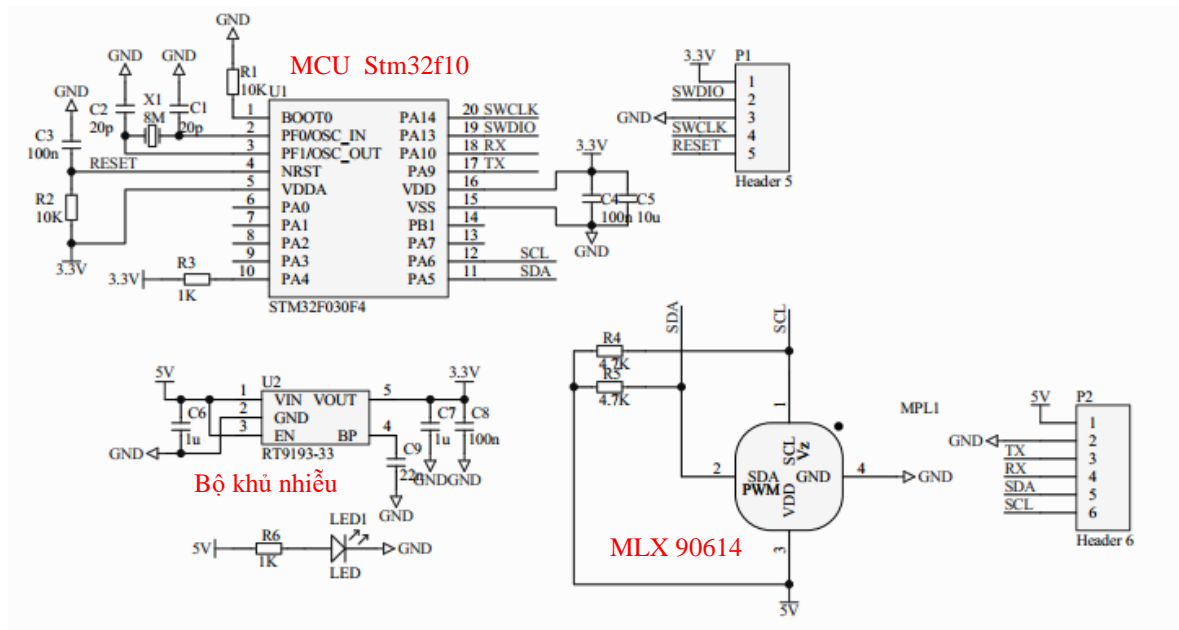 GND
GND
GND
MCU Stm32f10
R1
10K
U1
GND
C2
20p
X1
8M
C1
20p
C3
100n
RESET
R2
10K
3.3V
3.3V
R3
1K
1
2
3
4
5
6
7
8
9
10
BOOT0
PF0/OSC_IN
PF1/OSC_OUT
NRST
VDDA
PA0
PA1
PA2
PA3
PA4
PA14
PA13
PA10
PA9
VDD
VSS
PB1
PA7
PA6
PA5
20 SWCLK
19 SWDIO
18 RX
17 TX
16
15
14
13
12 SCL
11 SDA
STM32F030F4
3.3V
C4
100n
C5
10u
GND
3.3V
P1
SWDIO
GND
SWCLK
RESET
1
2
3
4
5
Header 5
5V
U2
3.3V
1
2
3
VIN VOUT
GND
EN BP
5
4
RT9193-33
C6
1u
GND
C7
1u
C8
100n
C9
22n
GND
GND
GND
Bộ khủ nhiễu
5V
R6
1K
LED1
LED
GND
SDA
SCL
R4
4.7K
R5
4.7K
1
MPL1
2
SCL
Vz
SDA
PWM
GND
VDD
4
GND
3
MLX 90614
5V
5V
P2
GND
TX
RX
SDA
SCL
1
2
3
4
5
6
Header 6